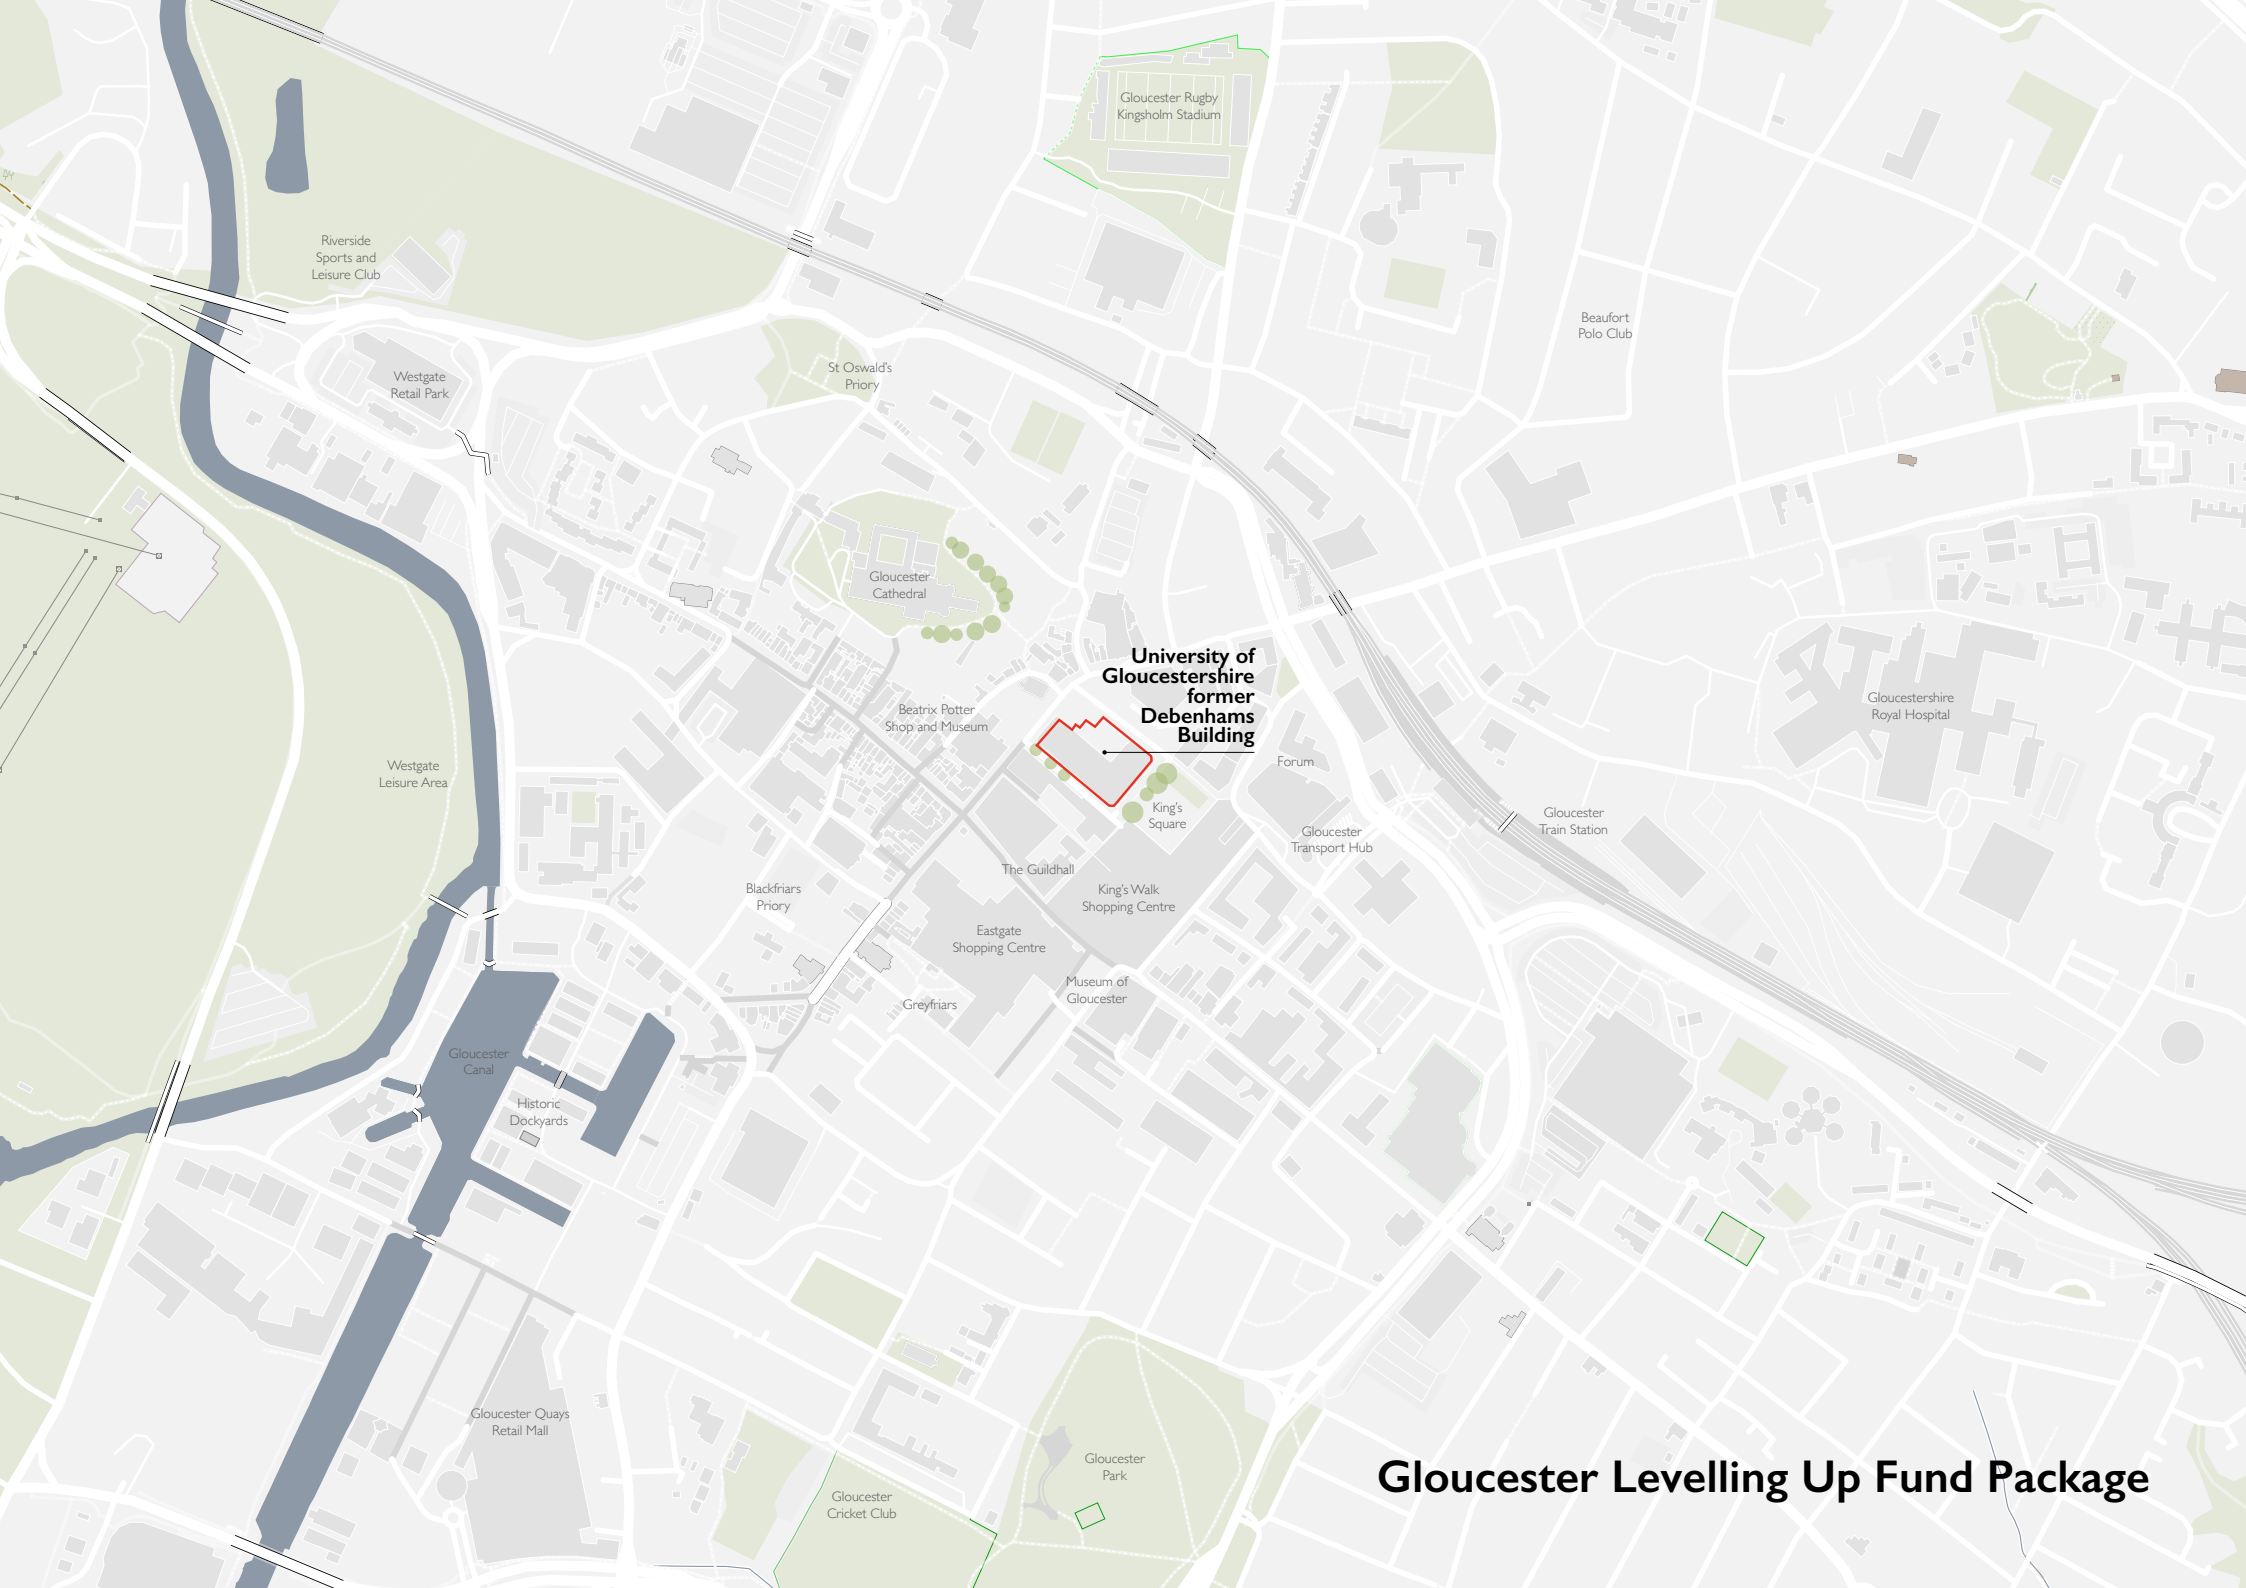 Gloucester Rugby
Kingsholm Stadium
Riverside
Sports and
Leisure Club
Beaufort
Polo Club
Westgate
Retail Park
St Oswald's
Priory
Gloucester
Cathedral
University of
Gloucestershire
former
Debenhams
Building
Beatrix Potter
Shop and Museum
Gloucestershire
Royal Hospital
Westgate
Leisure Area
Forum
King's
Square
Gloucester
Train Station
Gloucester
Transport Hub
The Guildhall
Blackfriars
Priory
King's Walk
Shopping Centre
Eastgate
Shopping Centre
Museum of
Gloucester
Greyfriars
Gloucester
Canal
Historic
Dockyards
Gloucester Quays
Retail Mall
Gloucester
Park
Gloucester
Cricket Club
Gloucester Levelling Up Fund Package